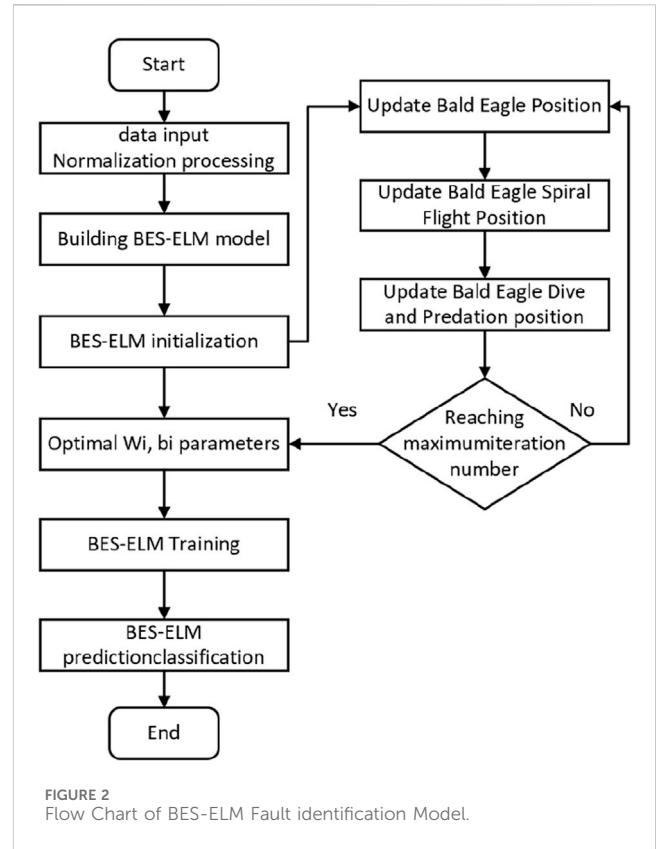 Start
data input
Normalization processing
Building BES-ELM model
BES-ELM initialization
Optimal Wi, bi parameters
BES-ELM Training
BES-ELM
predictionclassification
End
Update Bald Eagle Position
Update Bald Eagle Spiral
Flight Position
Update Bald Eagle Dive
and Predation position
Reaching
maximumiteration
number
Yes
No
FIGURE 2
Flow Chart of BES-ELM Fault identification Model.